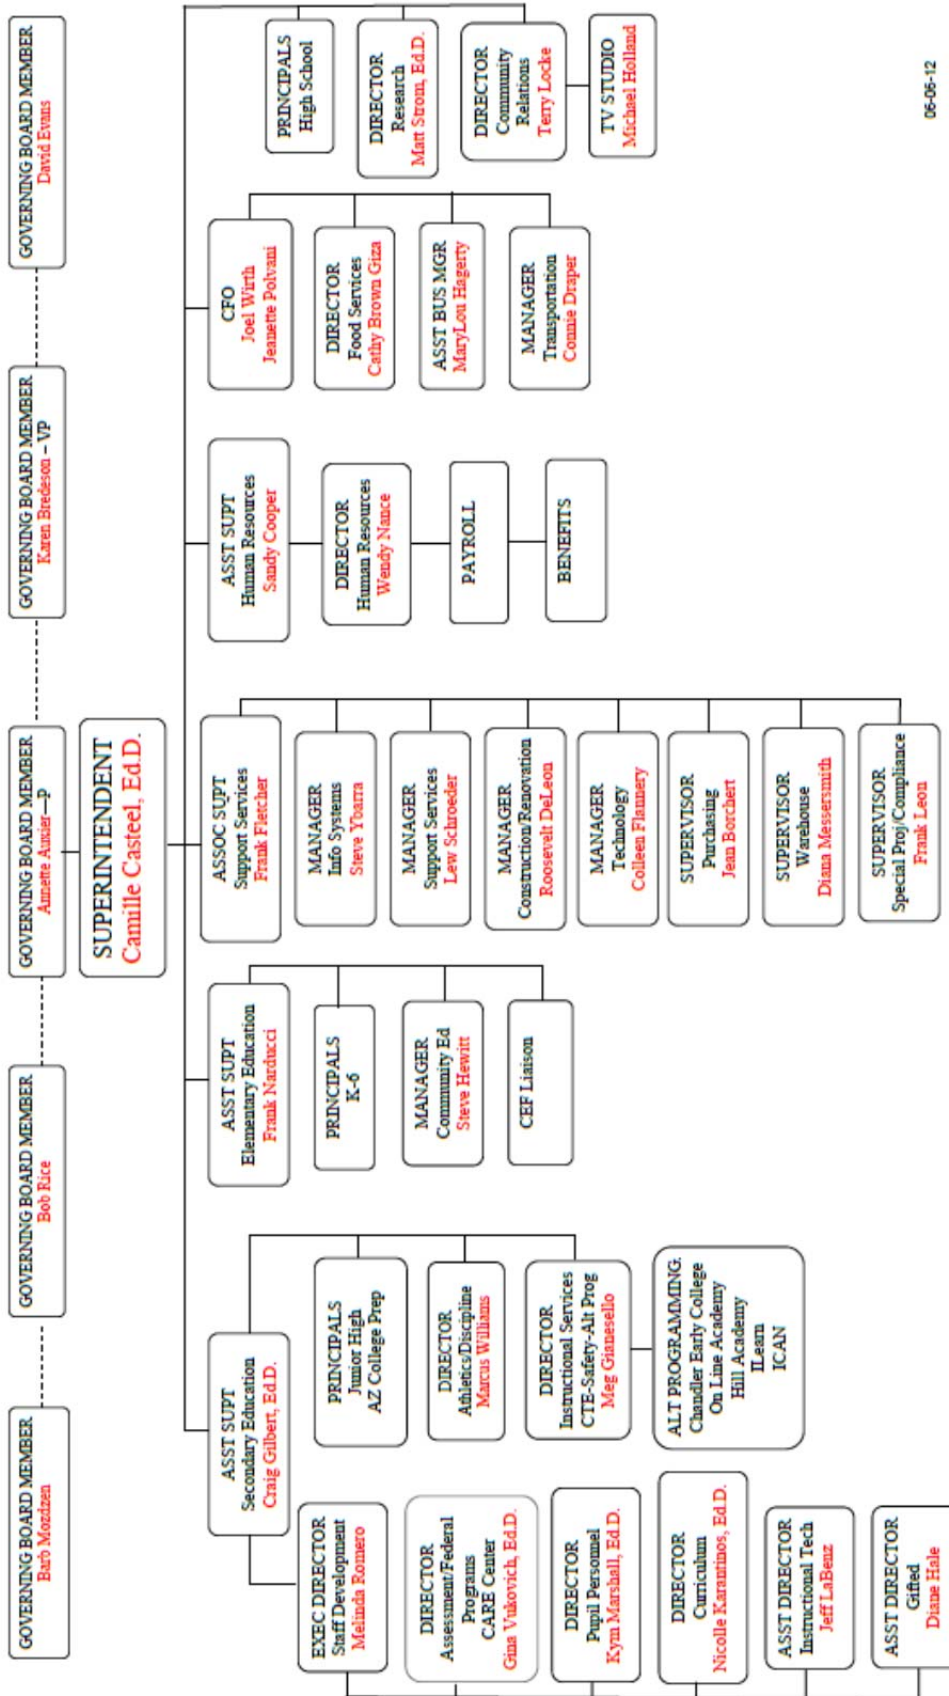 GOVERNING BOARD MEMBER
Barb Mozdzen
GOVERNING BOARD MEMBER
Bob Rice
GOVERNING BOARD MEMBER
Annette Auxier—P
GOVERNING BOARD MEMBER
Karen Bredeson – VP
GOVERNING BOARD MEMBER
David Evans
SUPERINTENDENT
Camille Casteel, Ed.D.
ASST SUPT
Secondary Education
Craig Gilbert, Ed.D.
EXEC DIRECTOR
Staff Development
Melinda Romero
DIRECTOR
Assessment/Federal
Programs
CARE Center
Gina Vukovich, Ed.D.
DIRECTOR
Pupil Personnel
Kym Marshall, Ed.D.
DIRECTOR
Curriculum
Nicolle Karantinos, Ed.D.
ASST DIRECTOR
Instructional Tech
Jeff LaBenz
ASST DIRECTOR
Gifted
Diane Hale
PRINCIPALS
Junior High
AZ College Prep
DIRECTOR
Athletics/Discipline
Marcus Williams
DIRECTOR
Instructional Services
CTE-Safety-Alt Prog
Meg Gianesello
ALT PROGRAMMING
Chandler Early College
On Line Academy
Hill Academy
ILearn
ICAN
ASST SUPT
Elementary Education
Frank Narducci
PRINCIPALS
K-6
MANAGER
Community Ed
Steve Hewitt
CEF Liaison
ASSOC SUPT
Support Services
Frank Fletcher
MANAGER
Info Systems
Steve Ybarra
MANAGER
Support Services
Lew Schroeder
MANAGER
Construction/Renovation
Roosevelt DeLeon
MANAGER
Technology
Colleen Flannery
SUPERVISOR
Purchasing
Jean Borchert
SUPERVISOR
Warehouse
Diana Messersmith
SUPERVISOR
Special Proj/Compliance
Frank Leon
ASST SUPT
Human Resources
Sandy Cooper
DIRECTOR
Human Resources
Wendy Nance
PAYROLL
BENEFITS
CFO
Joel Wirth
Jeanette Polvani
DIRECTOR
Food Services
Cathy Brown Giza
ASST BUS MGR
MaryLou Hagerty
MANAGER
Transportation
Connie Draper
PRINCIPALS
High School
DIRECTOR
Research
Matt Strom, Ed.D.
DIRECTOR
Community
Relations
Terry Locke
TV STUDIO
Michael Holland
06-06-12